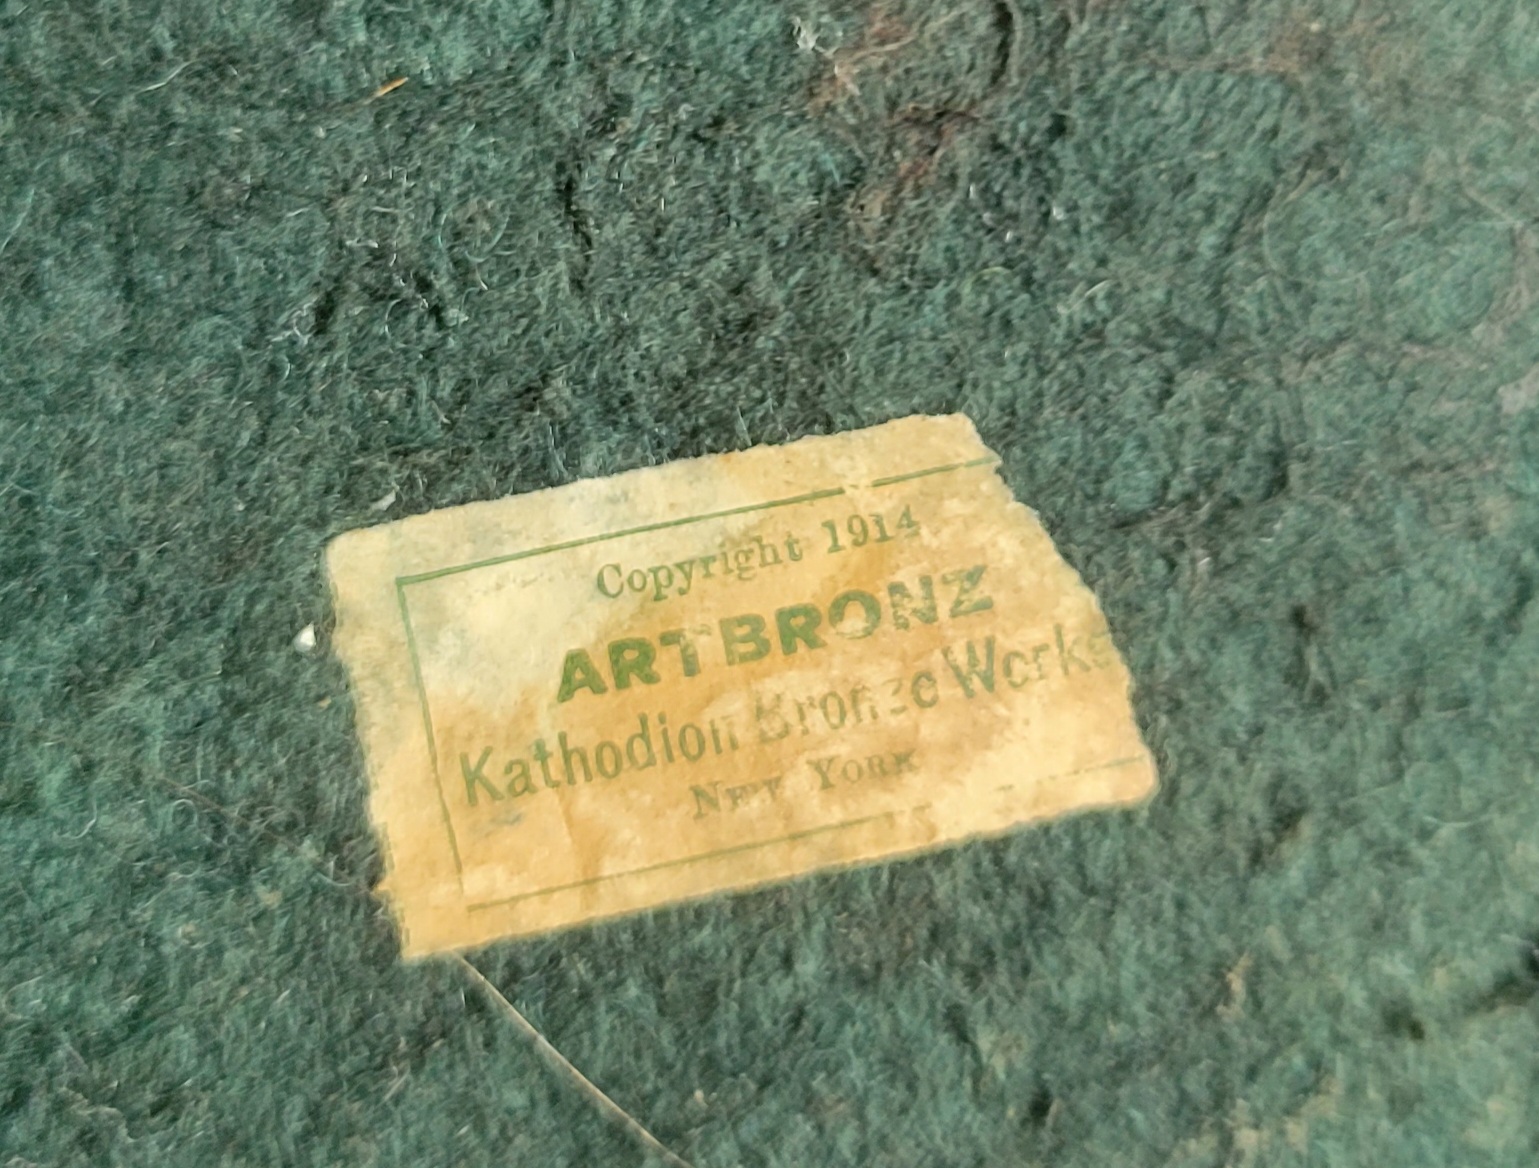 Copyright 1914
ARTBRONZ
Kathodion Bronze Works
NEW YORK